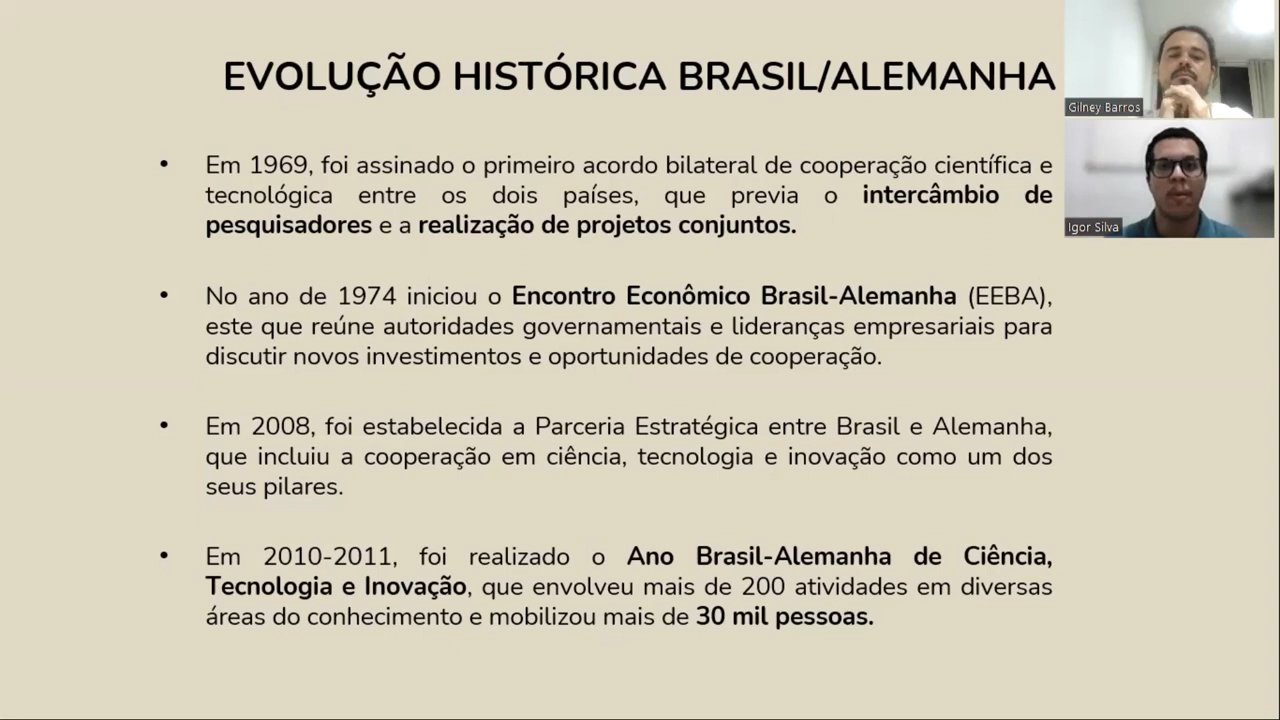 EVOLUÇÃO HISTÓRICA BRASIL/ALEMANHA
Gilney Barros
Igor Silva
• Em 1969, foi assinado o primeiro acordo bilateral de cooperação científica e
tecnológica entre os dois países, que previa o intercâmbio de
pesquisadores e a realização de projetos conjuntos.
• No ano de 1974 iniciou o Encontro Econômico Brasil-Alemanha (EEBA),
este que reúne autoridades governamentais e lideranças empresariais para
discutir novos investimentos e oportunidades de cooperação.
• Em 2008, foi estabelecida a Parceria Estratégica entre Brasil e Alemanha,
que incluiu a cooperação em ciência, tecnologia e inovação como um dos
seus pilares.
• Em 2010-2011, foi realizado o Ano Brasil-Alemanha de Ciência,
Tecnologia e Inovação, que envolveu mais de 200 atividades em diversas
áreas do conhecimento e mobilizou mais de 30 mil pessoas.